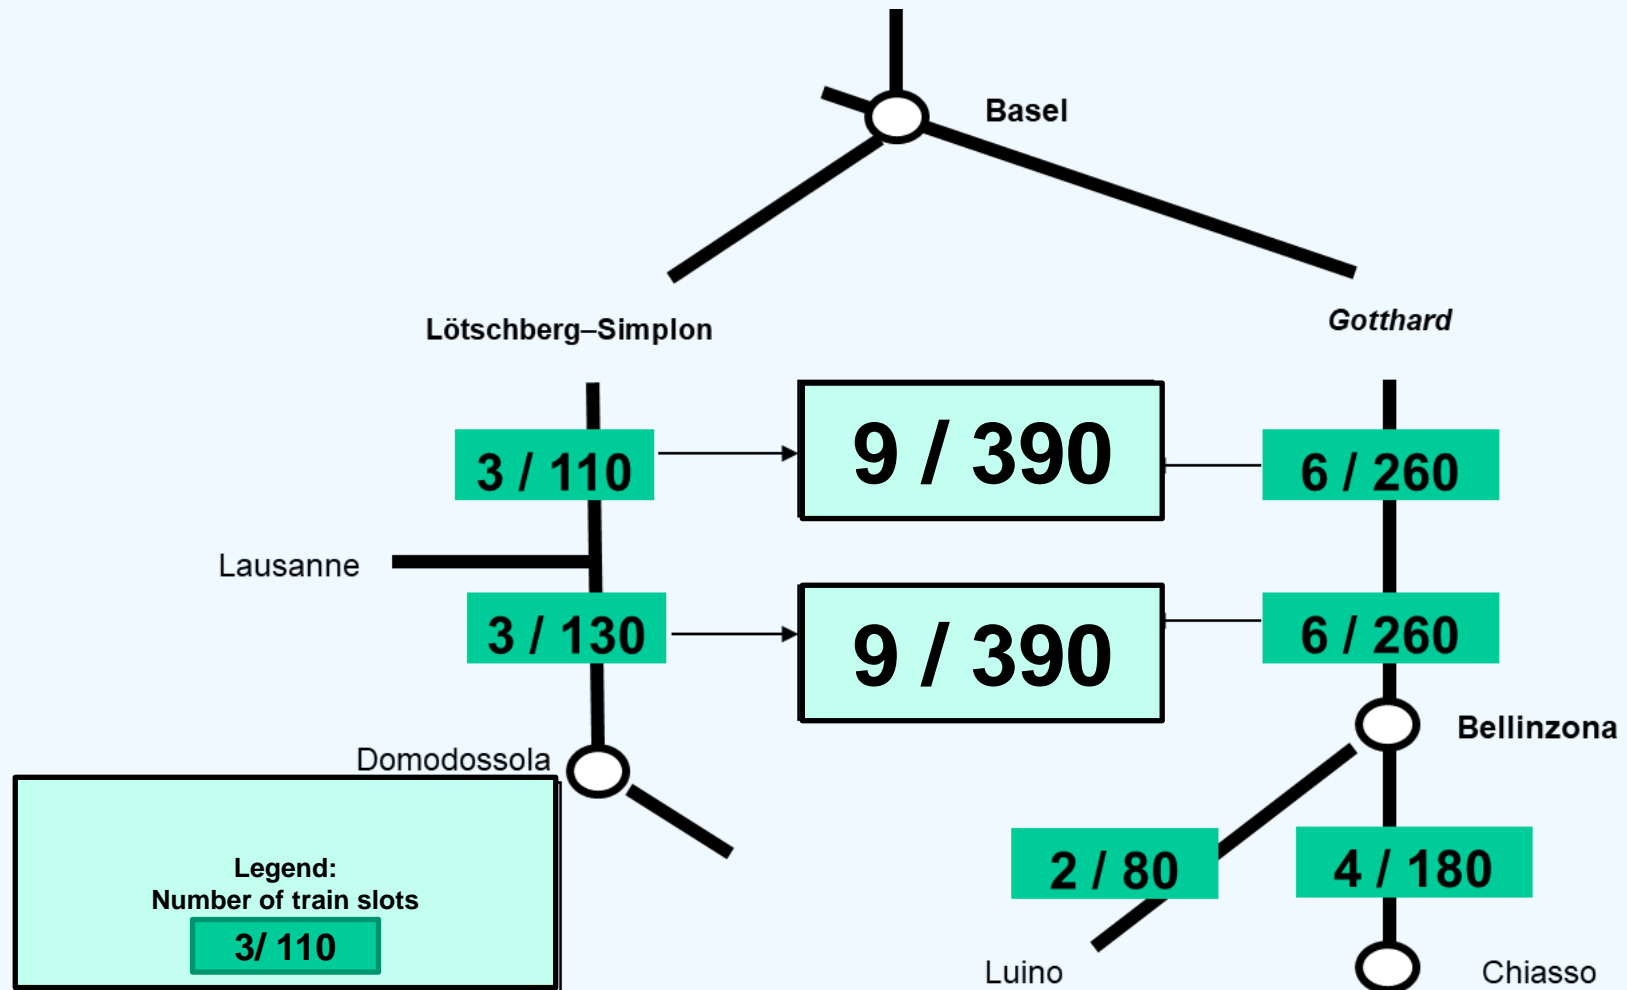 Basel
Lötschberg–Simplon
Gotthard
3 / 110
9 / 390
6 / 260
Lausanne
3 / 130
9 / 390
6 / 260
Bellinzona
Domodossola
Legend:
Number of train slots
3/ 110
2 / 80
4 / 180
Luino
Chiasso